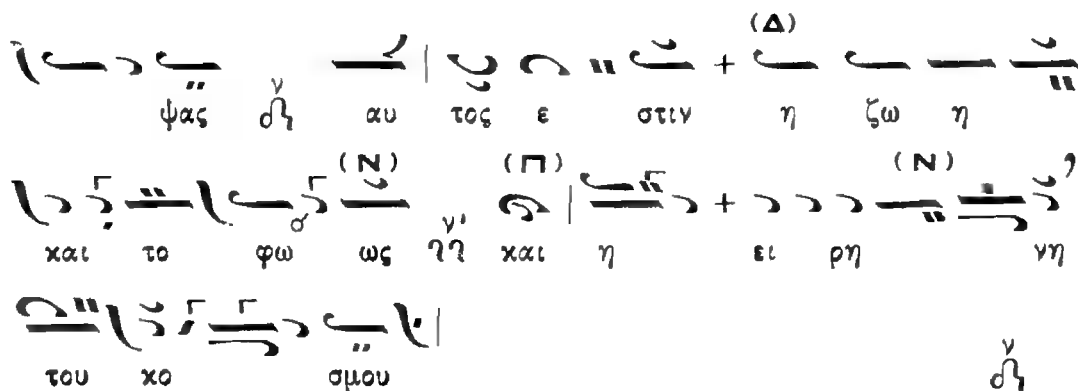 (Δ)
ψας ν αυ τος ε στιν η ζω η
(Ν) (Π) (Ν)
και το φω ως ν' και η ει ρη νη
του κο σμου ν